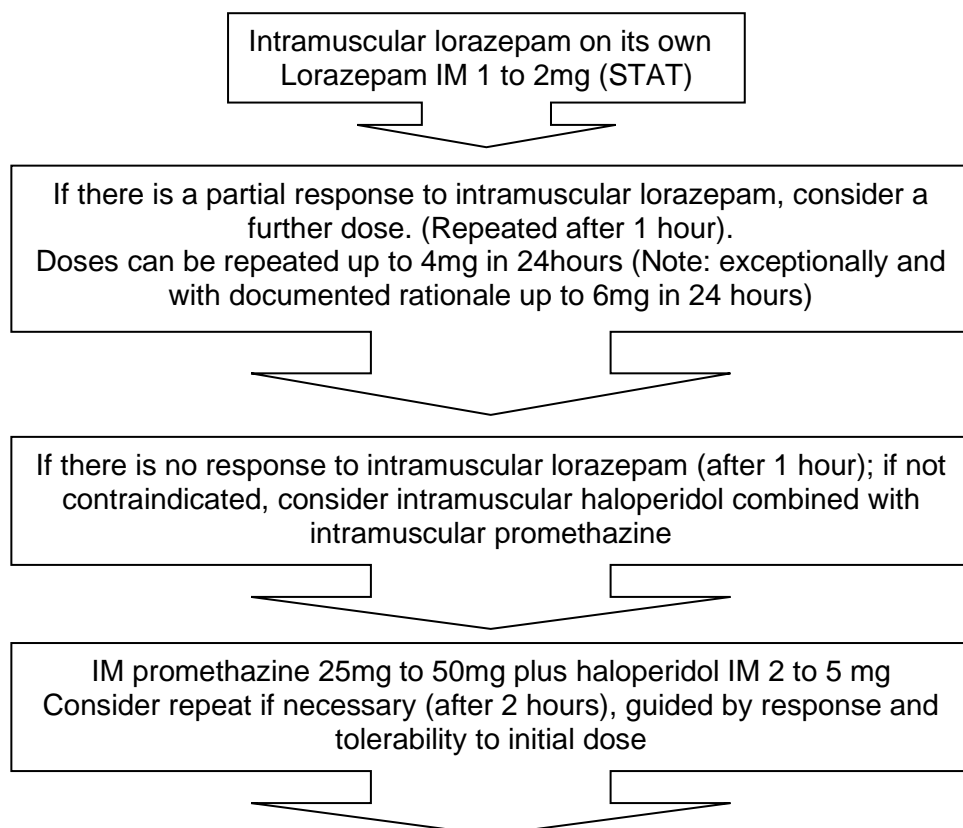 Intramuscular lorazepam on its own
Lorazepam IM 1 to 2mg (STAT)
If there is a partial response to intramuscular lorazepam, consider a
further dose. (Repeated after 1 hour).
Doses can be repeated up to 4mg in 24hours (Note: exceptionally and
with documented rationale up to 6mg in 24 hours)
If there is no response to intramuscular lorazepam (after 1 hour); if not
contraindicated, consider intramuscular haloperidol combined with
intramuscular promethazine
IM promethazine 25mg to 50mg plus haloperidol IM 2 to 5 mg
Consider repeat if necessary (after 2 hours), guided by response and
tolerability to initial dose